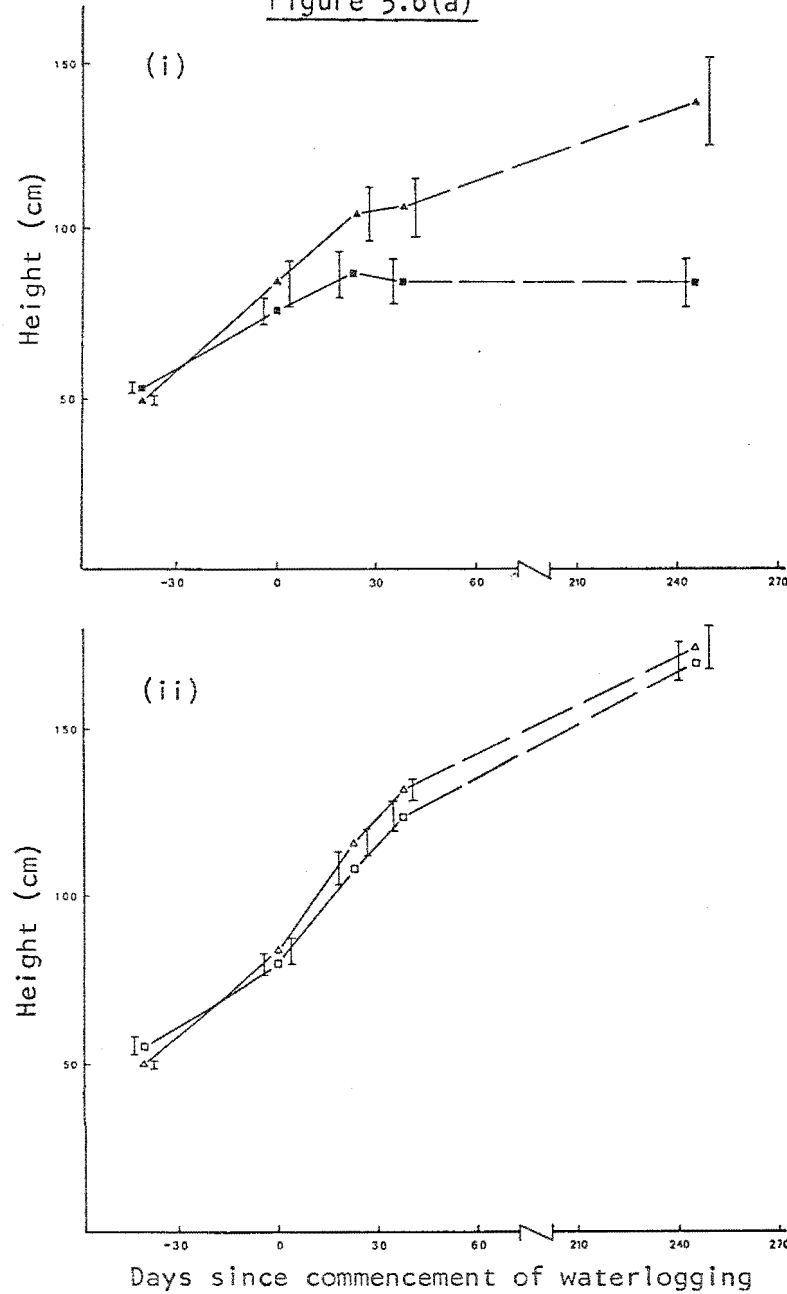 Figure 5.6(a)
(i)
150
100
50
Height (cm)
-30 0 30 60 210 240 270
(ii)
150
100
50
Height (cm)
-30 0 30 60 210 240 270
Days since commencement of waterlogging